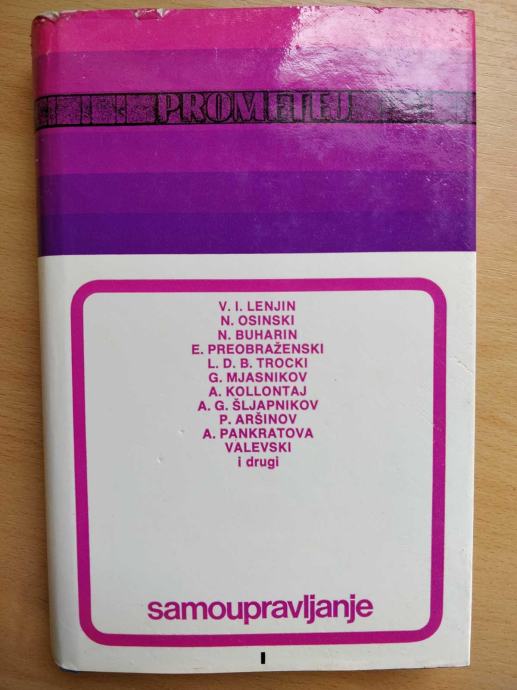 PROMETEJ
V. I. LENJIN
N. OSINSKI
N. BUHARIN
E. PREOBRAŽENSKI
L. D. B. TROCKI
G. MJASNIKOV
A. KOLLONTAJ
A. G. ŠLJAPNIKOV
P. ARŠINOV
A. PANKRATOVA
VALEVSKI
i drugi
samoupravljanje
I